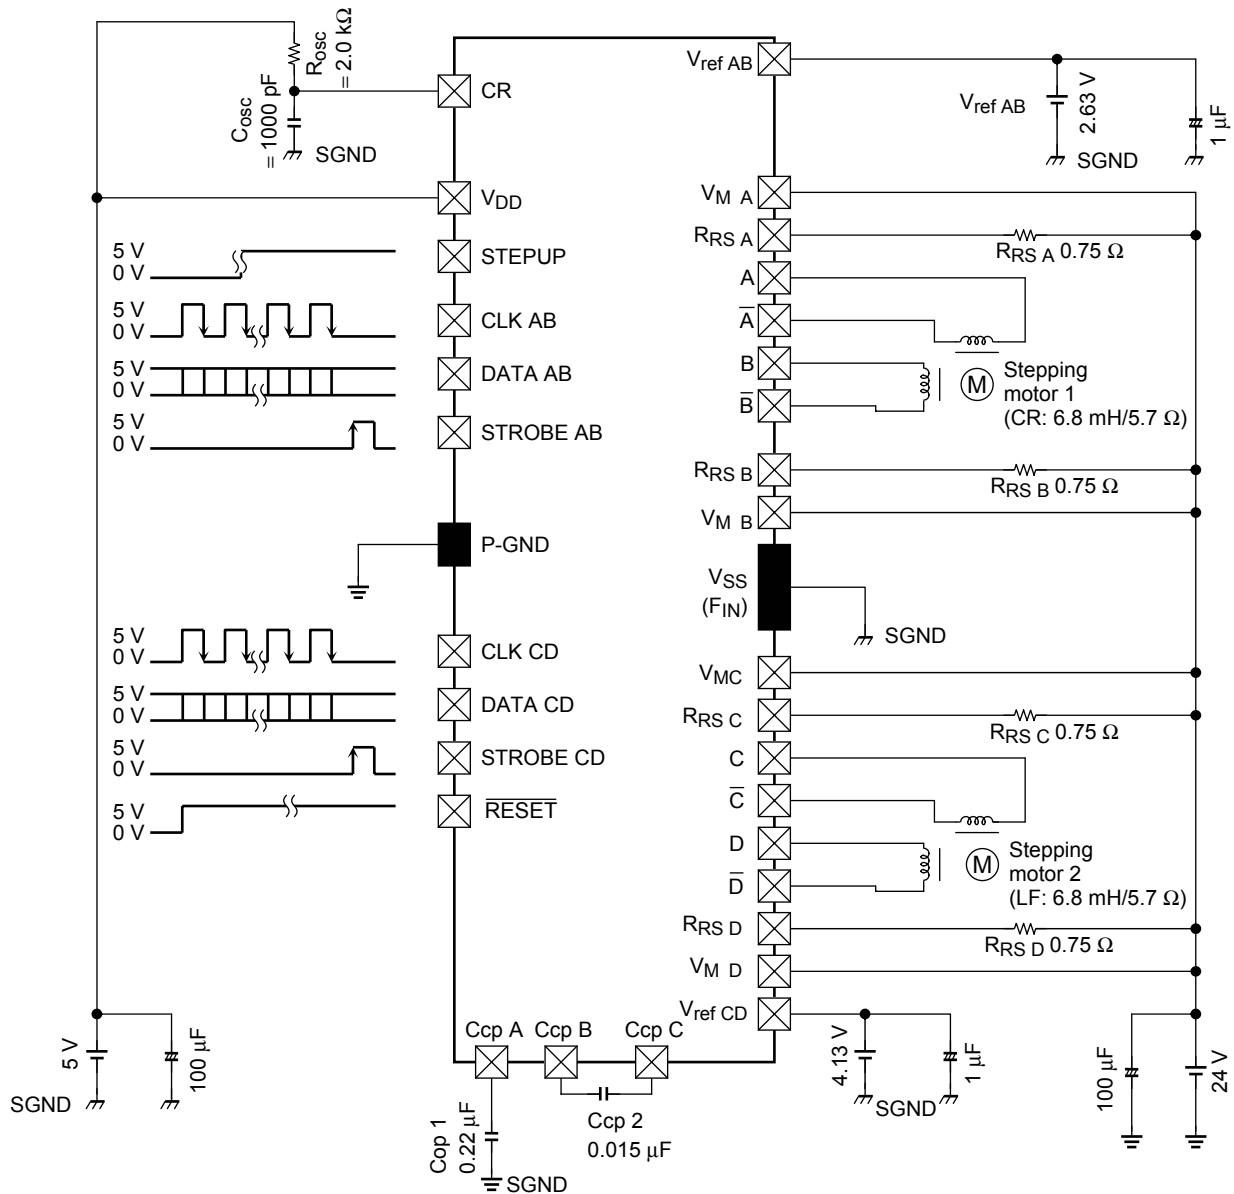 Rosc
= 2.0 kΩ
Cosc
= 1000 pF
SGND
CR
VDD
5 V
0 V
STEPUP
5 V
0 V
CLK AB
5 V
0 V
DATA AB
5 V
0 V
STROBE AB
P-GND
5 V
0 V
CLK CD
5 V
0 V
DATA CD
5 V
0 V
STROBE CD
5 V
0 V
RESET
5 V
SGND
100 μF
Ccp A
Ccp B
Ccp C
Cop 1
0.22 μF
SGND
Ccp 2
0.015 μF
Vref AB
Vref AB
2.63 V
SGND
1 μF
VM A
RRS A
RRS A 0.75 Ω
A
A
B
B
M
Stepping
motor 1
(CR: 6.8 mH/5.7 Ω)
RRS B
RRS B 0.75 Ω
VM B
VSS
(FIN)
SGND
VMC
RRS C
RRS C 0.75 Ω
C
C
D
D
M
Stepping
motor 2
(LF: 6.8 mH/5.7 Ω)
RRS D
RRS D 0.75 Ω
VM D
Vref CD
4.13 V
SGND
1 μF
100 μF
24 V